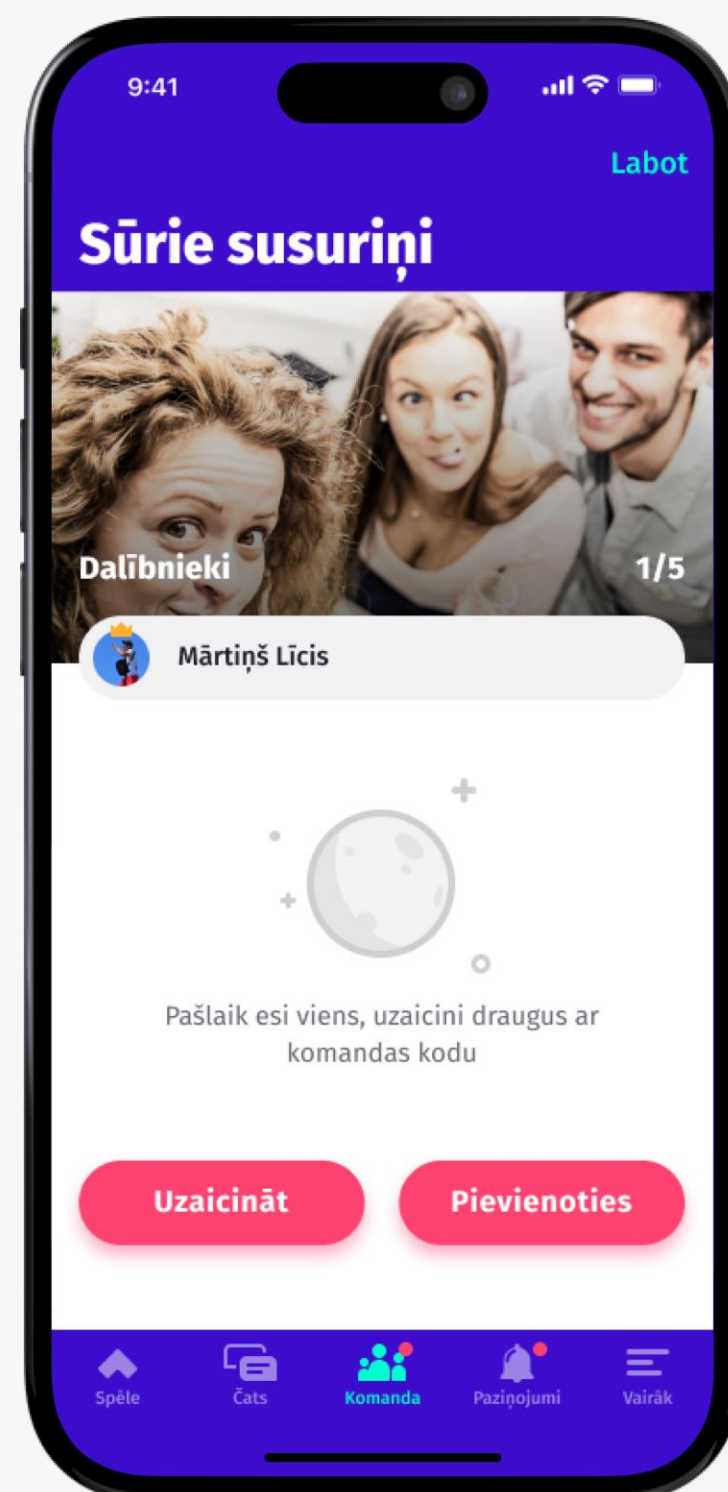 9:41
Labot
Sūrie susuriņi
Dalībnieki 1/5
Mārtiņš Līcis
Pašlaik esi viens, uzaicini draugus ar
komandas kodu
Uzaicināt Pievienoties
Spēle Čats Komanda Paziņojumi Vairāk